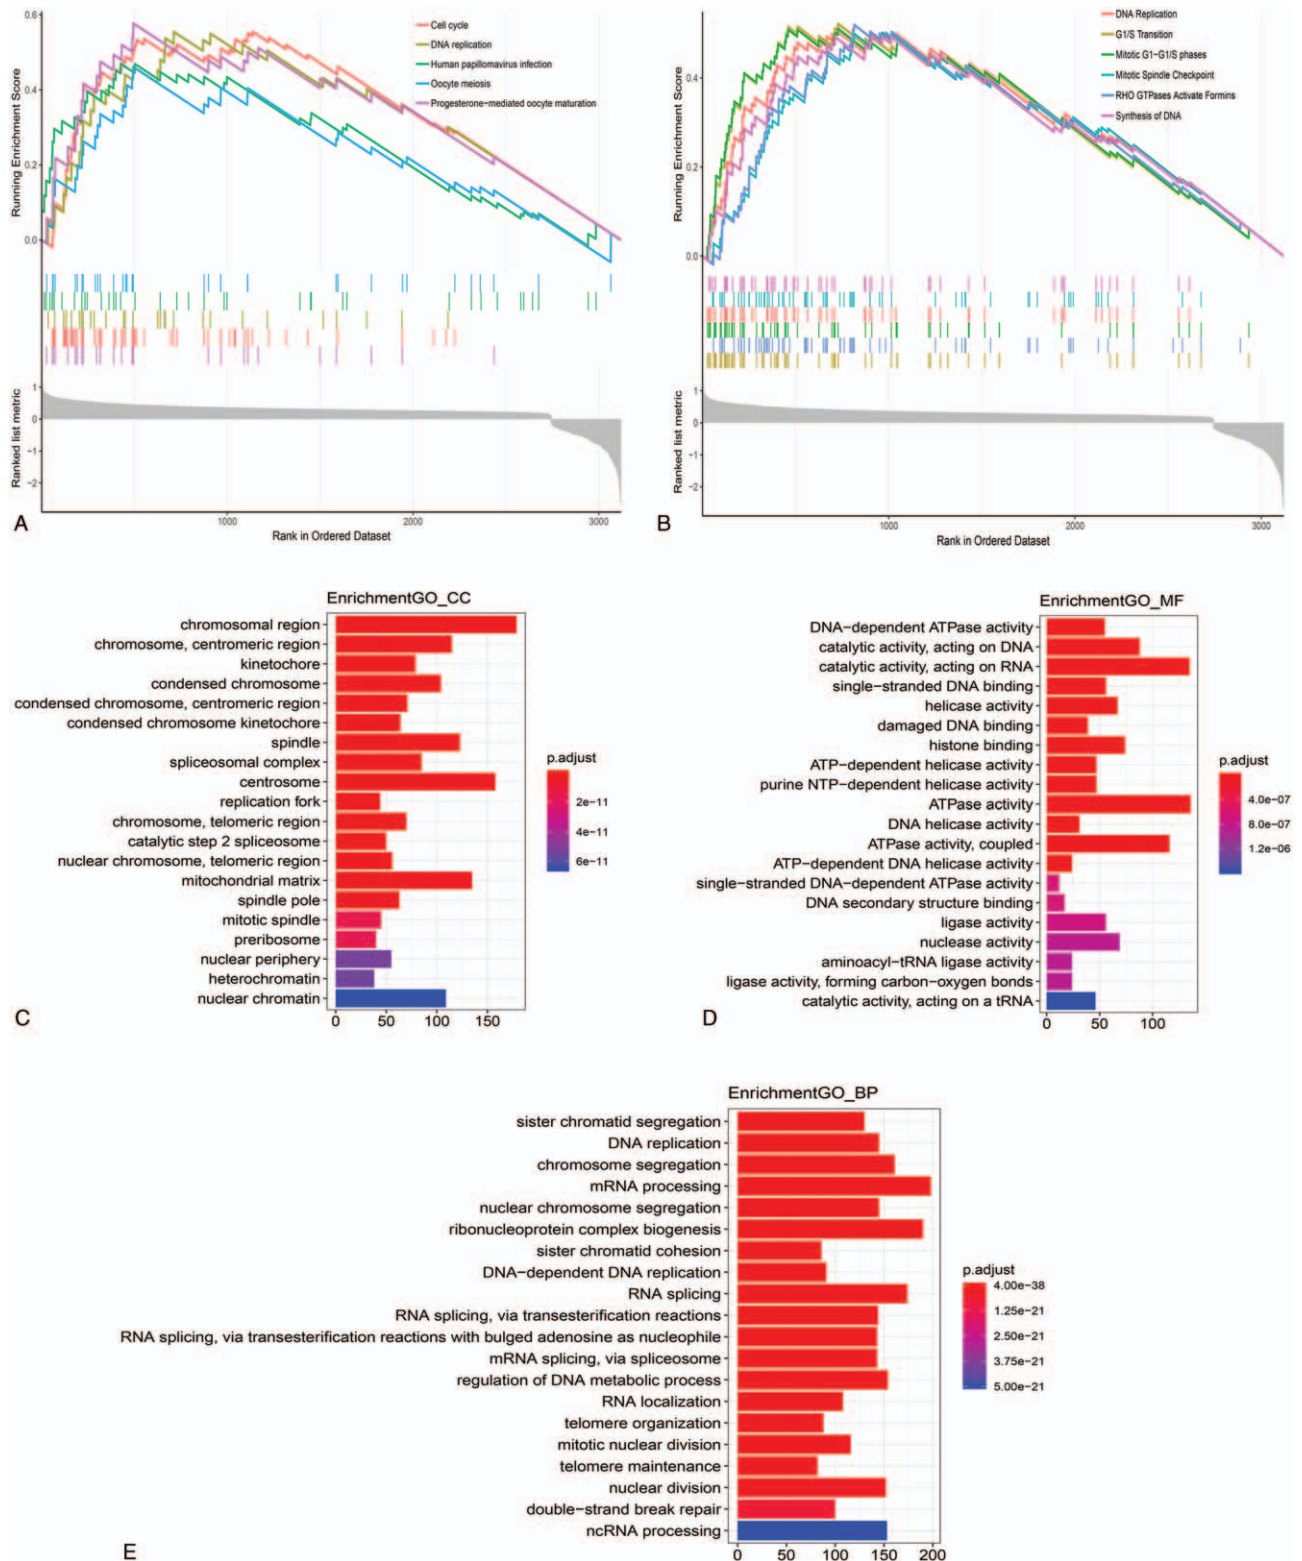 Running Enrichment Score
0.6
0.4
0.2
0.0
Cell cycle
DNA replication
Human papillomavirus infection
Oocyte meiosis
Progesterone−mediated oocyte maturation
Ranked list metric
1
0
−1
−2
1000
2000
3000
Rank in Ordered Dataset
A
Running Enrichment Score
0.4
0.2
0.0
DNA Replication
G1/S Transition
Mitotic G1−G1/S phases
Mitotic Spindle Checkpoint
RHO GTPases Activate Formins
Synthesis of DNA
Ranked list metric
1
0
−1
−2
1000
2000
3000
Rank in Ordered Dataset
B
EnrichmentGO_CC
chromosomal region
chromosome, centromeric region
kinetochore
condensed chromosome
condensed chromosome, centromeric region
condensed chromosome kinetochore
spindle
spliceosomal complex
centrosome
replication fork
chromosome, telomeric region
catalytic step 2 spliceosome
nuclear chromosome, telomeric region
mitochondrial matrix
spindle pole
mitotic spindle
preribosome
nuclear periphery
heterochromatin
nuclear chromatin
0 50 100 150
p.adjust
2e−11
4e−11
6e−11
C
EnrichmentGO_MF
DNA−dependent ATPase activity
catalytic activity, acting on DNA
catalytic activity, acting on RNA
single−stranded DNA binding
helicase activity
damaged DNA binding
histone binding
ATP−dependent helicase activity
purine NTP−dependent helicase activity
ATPase activity
DNA helicase activity
ATPase activity, coupled
ATP−dependent DNA helicase activity
single−stranded DNA−dependent ATPase activity
DNA secondary structure binding
ligase activity
nuclease activity
aminoacyl−tRNA ligase activity
ligase activity, forming carbon−oxygen bonds
catalytic activity, acting on a tRNA
0 50 100
p.adjust
4.0e−07
8.0e−07
1.2e−06
D
EnrichmentGO_BP
sister chromatid segregation
DNA replication
chromosome segregation
mRNA processing
nuclear chromosome segregation
ribonucleoprotein complex biogenesis
sister chromatid cohesion
DNA−dependent DNA replication
RNA splicing
RNA splicing, via transesterification reactions
RNA splicing, via transesterification reactions with bulged adenosine as nucleophile
mRNA splicing, via spliceosome
regulation of DNA metabolic process
RNA localization
telomere organization
mitotic nuclear division
telomere maintenance
nuclear division
double−strand break repair
ncRNA processing
0 50 100 150 200
p.adjust
4.00e−38
1.25e−21
2.50e−21
3.75e−21
5.00e−21
E